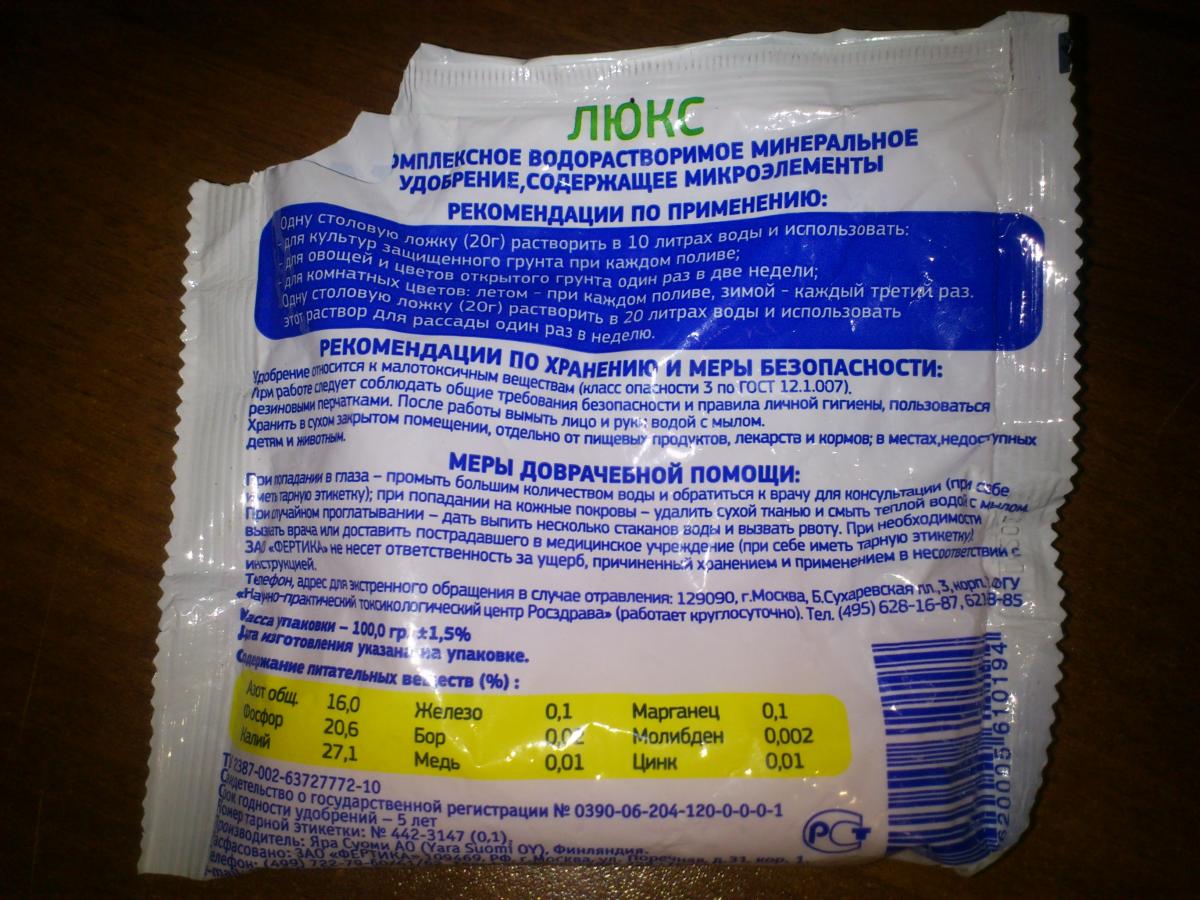 ЛЮКС
ОМПЛЕКСНОЕ ВОДОРАСТВОРИМОЕ МИНЕРАЛЬНОЕ
УДОБРЕНИЕ,СОДЕРЖАЩЕЕ МИКРОЭЛЕМЕНТЫ
РЕКОМЕНДАЦИИ ПО ПРИМЕНЕНИЮ:
Одну столовую ложку (20г) растворить в 10 литрах воды и использовать:
- для культур защищенного грунта при каждом поливе;
- для овощей и цветов открытого грунта один раз в две недели;
- для комнатных цветов: летом - при каждом поливе, зимой - каждый третий раз.
Одну столовую ложку (20г) растворить в 20 литрах воды и использовать
этот раствор для рассады один раз в неделю.
РЕКОМЕНДАЦИИ ПО ХРАНЕНИЮ И МЕРЫ БЕЗОПАСНОСТИ:
Удобрение относится к малотоксичным веществам (класс опасности 3 по ГОСТ 12.1.007).
При работе следует соблюдать общие требования безопасности и правила личной гигиены, пользоваться
резиновыми перчатками. После работы вымыть лицо и руки водой с мылом.
Хранить в сухом закрытом помещении, отдельно от пищевых продуктов, лекарств и кормов; в местах,недоступных
детям и животным.
МЕРЫ ДОВРАЧЕБНОЙ ПОМОЩИ:
При попадании в глаза – промыть большим количеством воды и обратиться к врачу для консультации (при себе
иметь тарную этикетку); при попадании на кожные покровы – удалить сухой тканью и смыть теплой водой с мылом.
При случайном проглатывании – дать выпить несколько стаканов воды и вызвать рвоту. При необходимости
вызвать врача или доставить пострадавшего в медицинское учреждение (при себе иметь тарную этикетку).
ЗАО «ФЕРТИКА» не несет ответственность за ущерб, причиненный хранением и применением в несоответствии с
инструкцией.
Телефон, адрес для экстренного обращения в случае отравления: 129090, г.Москва, Б.Сухаревская пл.,3, корп. ФГУ
«Научно-практический токсикологический центр Росздрава» (работает круглосуточно). Тел. (495) 628-16-87,
Масса упаковки – 100,0 гр. ±1,5%
Дата изготовления указана на упаковке.
Содержание питательных веществ (%) :
Азот общ. 16,0 Железо 0,1 Марганец 0,1
Фосфор 20,6 Бор 0,02 Молибден 0,002
Калий 27,1 Медь 0,01 Цинк 0,01
ТУ 2387-002-63727772-10
Свидетельство о государственной регистрации № 0390-06-204-120-0-0-0-1
Срок годности удобрений – 5 лет
Номер тарной этикетки: № 442-3147 (0,1),
Производитель: Яра Суоми АО (Yara Suomi OY), Финляндия.
асфасовано: ЗАО «ФЕРТИКА», 109469, РФ, г.Москва, ул. Поречная, д.31, кор. 1
елефон: (499)
e-mail
РСТ
620005 610194